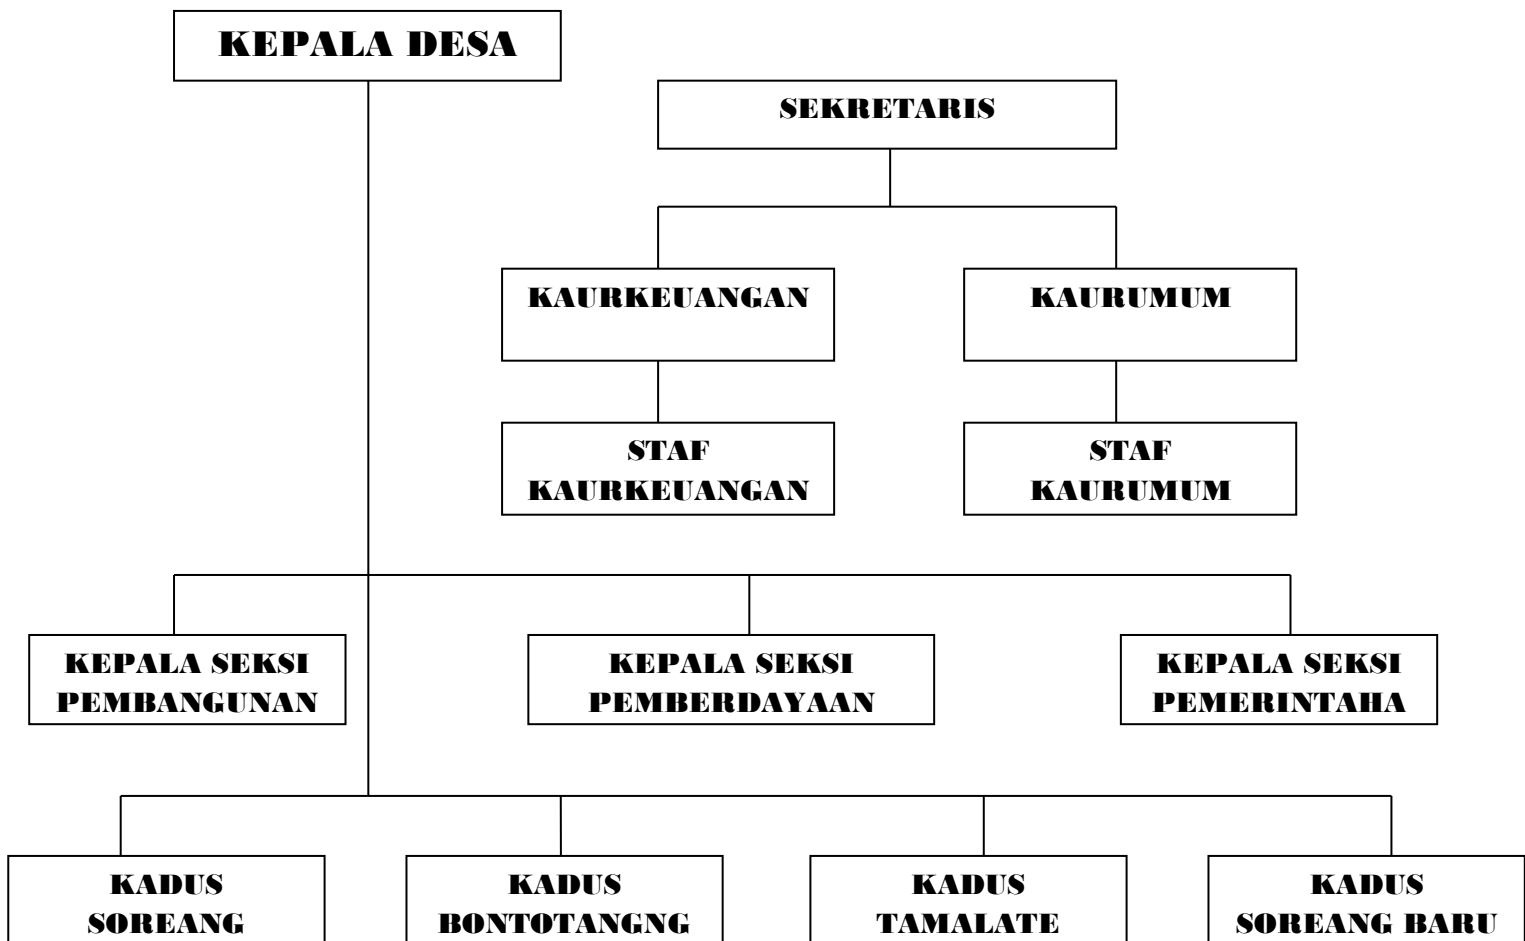 KEPALA DESA
SEKRETARIS
KAURKEUANGAN
KAURUMUM
STAF
KAURKEUANGAN
STAF
KAURUMUM
KEPALA SEKSI
PEMBANGUNAN
KEPALA SEKSI
PEMBERDAYAAN
KEPALA SEKSI
PEMERINTAHA
KADUS
SOREANG
KADUS
BONTOTANGNG
KADUS
TAMALATE
KADUS
SOREANG BARU